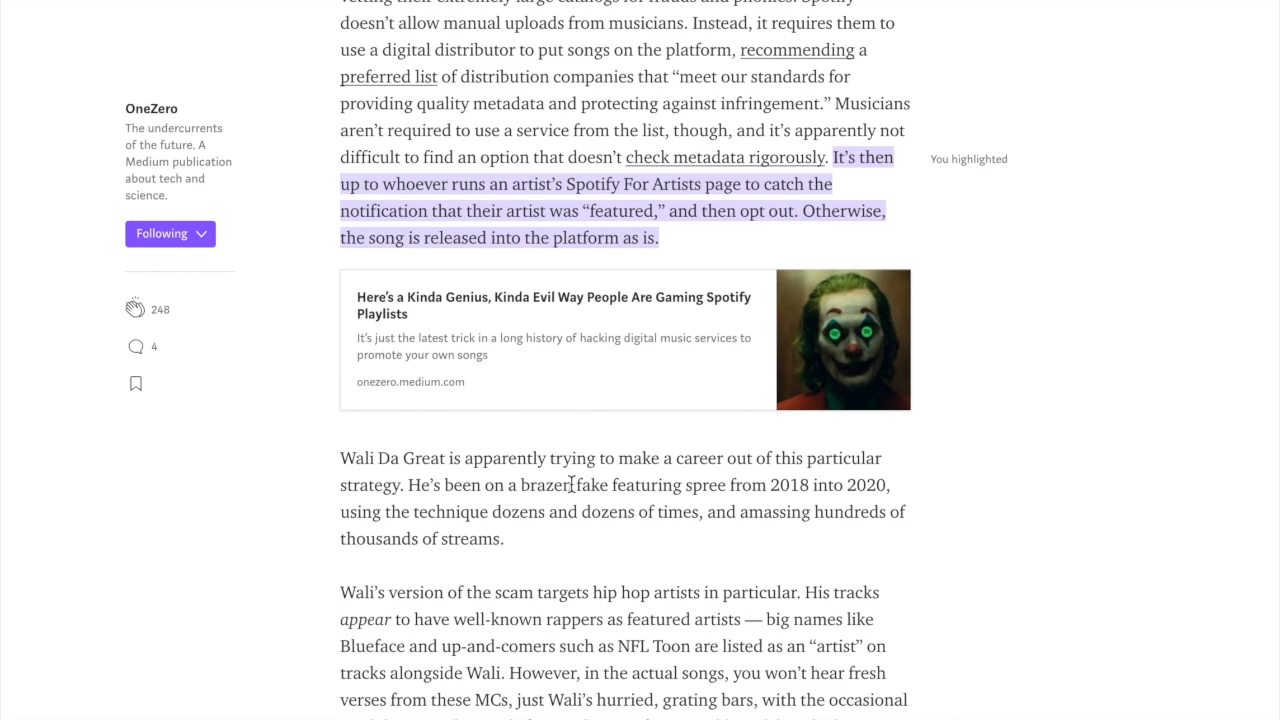 vetting their extremely large catalogs for frauds and phonies. Spotify
doesn’t allow manual uploads from musicians. Instead, it requires them to
use a digital distributor to put songs on the platform, recommending a
preferred list of distribution companies that “meet our standards for
providing quality metadata and protecting against infringement.” Musicians
aren’t required to use a service from the list, though, and it’s apparently not
difficult to find an option that doesn’t check metadata rigorously. It’s then
up to whoever runs an artist’s Spotify For Artists page to catch the
notification that their artist was “featured,” and then opt out. Otherwise,
the song is released into the platform as is.
You highlighted
OneZero
The undercurrents
of the future. A
Medium publication
about tech and
science.
Following
248
4
Here’s a Kinda Genius, Kinda Evil Way People Are Gaming Spotify
Playlists
It’s just the latest trick in a long history of hacking digital music services to
promote your own songs
onezero.medium.com
Wali Da Great is apparently trying to make a career out of this particular
strategy. He’s been on a brazen fake featuring spree from 2018 into 2020,
using the technique dozens and dozens of times, and amassing hundreds of
thousands of streams.
Wali’s version of the scam targets hip hop artists in particular. His tracks
appear to have well-known rappers as featured artists — big names like
Blueface and up-and-comers such as NFL Toon are listed as an “artist” on
tracks alongside Wali. However, in the actual songs, you won’t hear fresh
verses from these MCs, just Wali’s hurried, grating bars, with the occasional